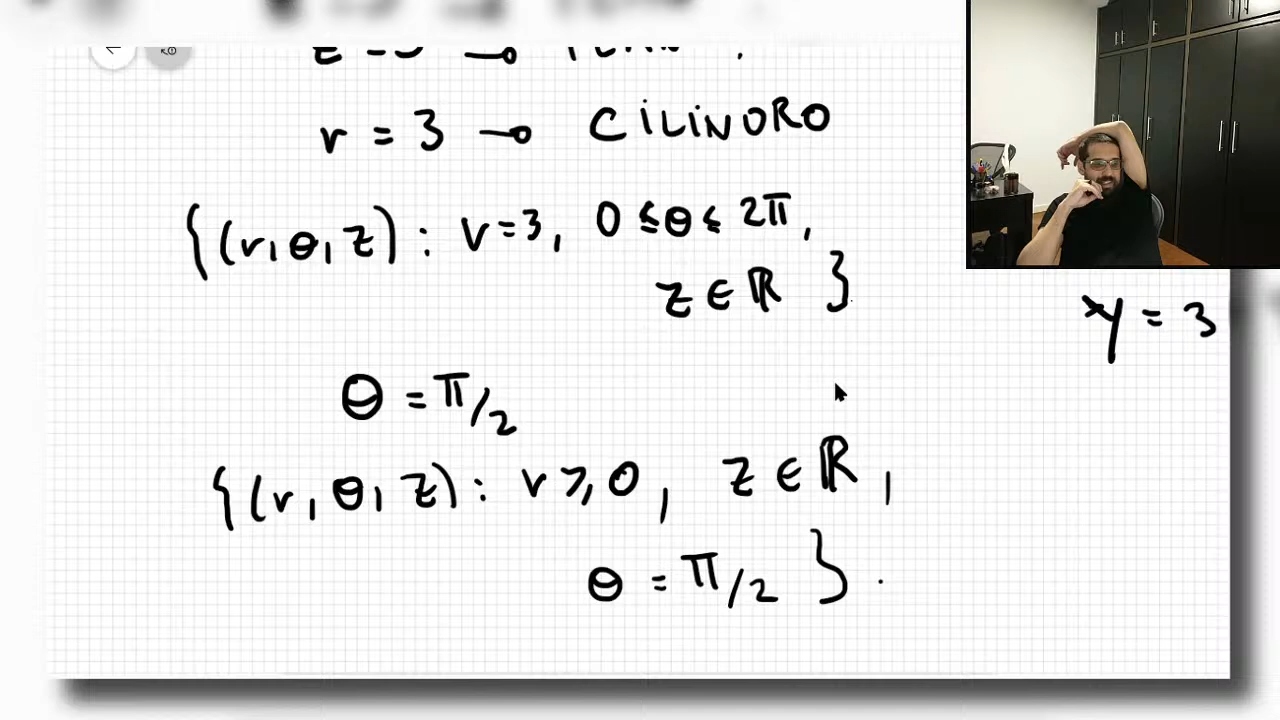 r = 3 → CILINDRO
{(r, θ, z) : r = 3, 0 ≤ θ ≤ 2π,
z ∈ ℝ }
y = 3
θ = π/2
{(r, θ, z) : r ≥ 0, z ∈ ℝ,
θ = π/2 }.